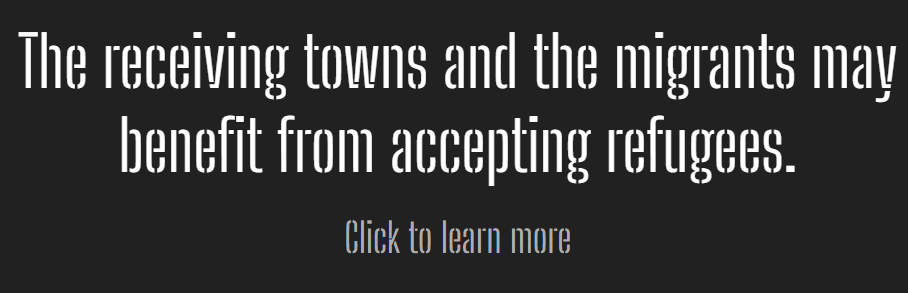 The receiving towns and the migrants may
benefit from accepting refugees.
Click to learn more